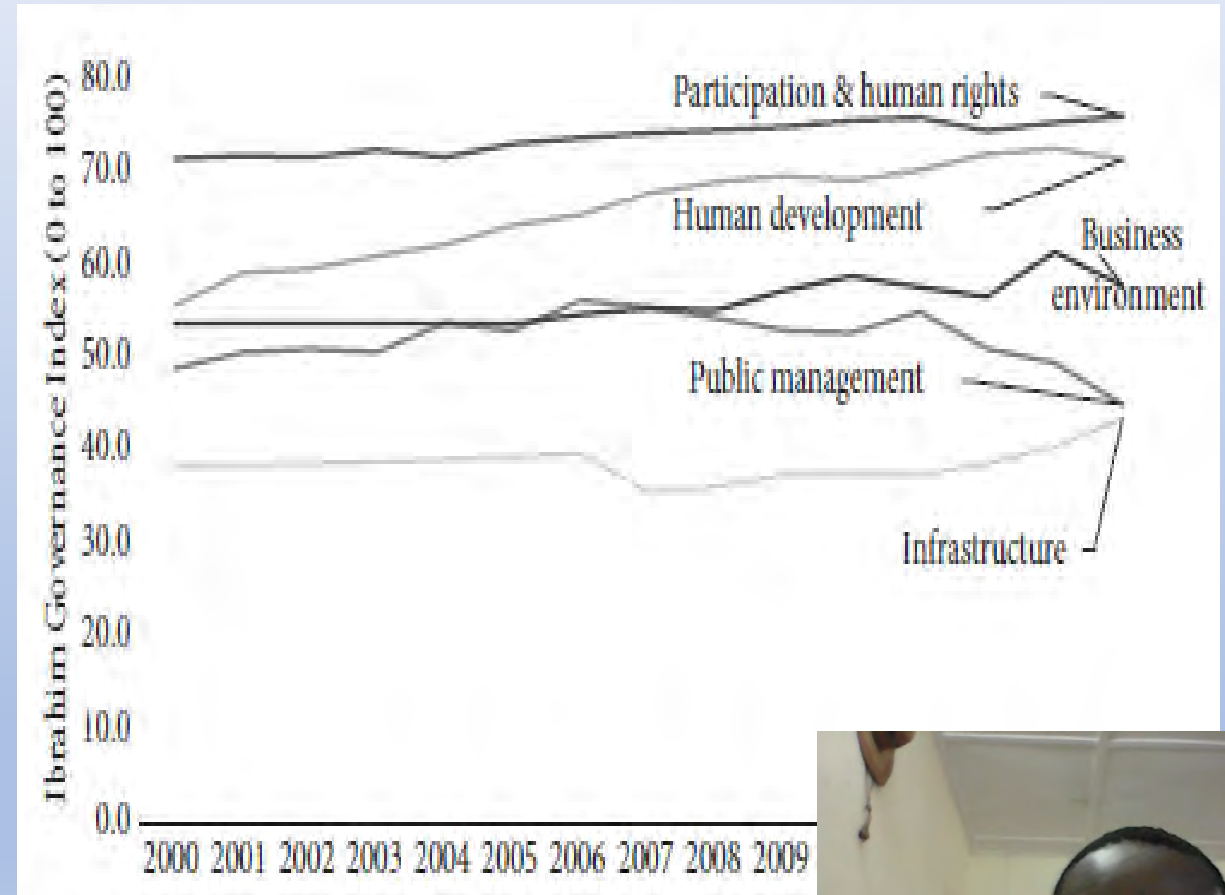 Ibrahim Governance Index (0 to 100)
80.0
70.0
60.0
50.0
40.0
30.0
20.0
10.0
0.0
Participation & human rights
Human development
Business
environment
Public management
Infrastructure
2000 2001 2002 2003 2004 2005 2006 2007 2008 2009